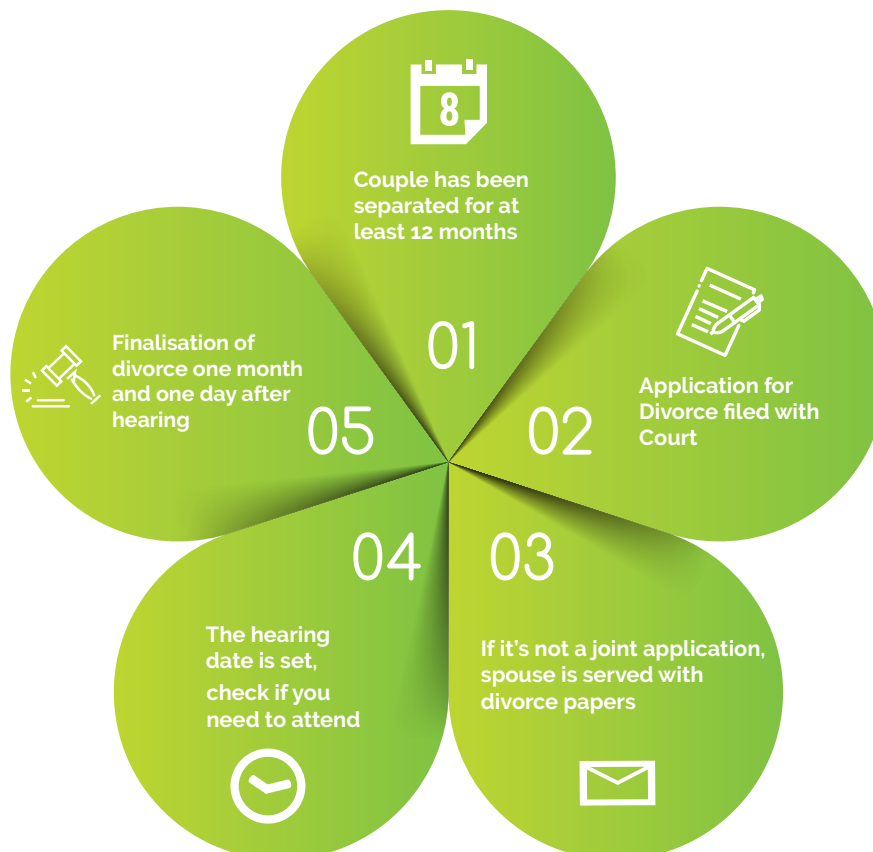 8
Couple has been
separated for at
least 12 months
01
Application for
Divorce filed with
Court
02
03
If it’s not a joint application,
spouse is served with
divorce papers
04
The hearing
date is set,
check if you
need to attend
Finalisation of
divorce one month
and one day after
hearing
05